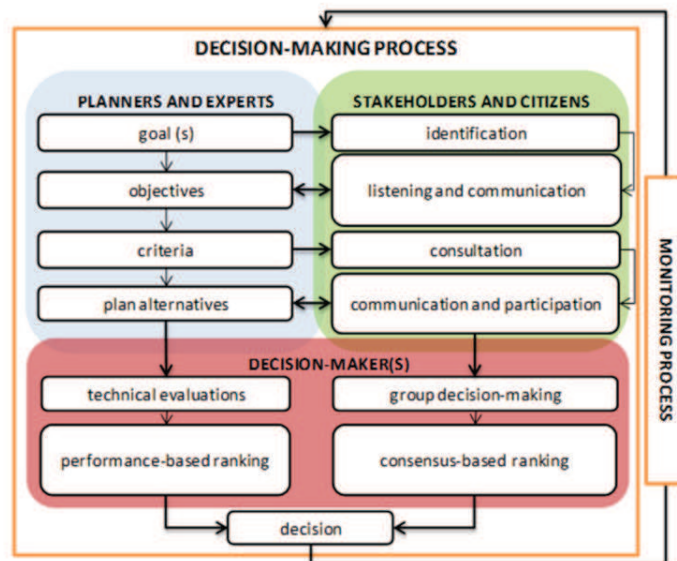 DECISION-MAKING PROCESS
PLANNERS AND EXPERTS
STAKEHOLDERS AND CITIZENS
goal (s)
identification
objectives
listening and communication
criteria
consultation
plan alternatives
communication and participation
DECISION-MAKER(S)
technical evaluations
group decision-making
performance-based ranking
consensus-based ranking
decision
MONITORING PROCESS